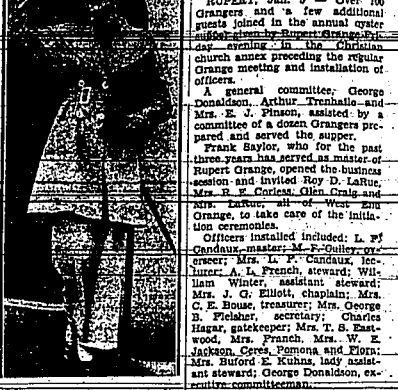 RUPERT, Jan. 5 — Over 100
Grangers and a few additional
guests joined in the annual oyster
supper given by Rupert Grange Fri-
day evening in the Christian
church annex preceding the regular
Grange meeting and installation of
officers.
A general committee, George
Donaldson, Arthur Trenhaile and
Mrs. E. J. Pinson, assisted by a
committee of a dozen Grangers pre-
pared and served the supper.
Frank Saylor, who for the past
three years has served as master of
Rupert Grange, opened the business
session and invited Roy D. LaRue,
Mrs. R. E. Corless, Glen Craig and
Mrs. LaRue, all of West End
Grange, to take care of the initia-
tion ceremonies.
Officers installed included: L. F.
Candaux, master; M. F. Culley, ov-
erseer; Mrs. L. F. Candaux, lec-
turer; A. L. French, steward; Wil-
liam Winter, assistant steward;
Mrs. J. G. Elliott, chaplain; Mrs.
C. E. Bouse, treasurer; Mrs. George
B. Fleisher, secretary; Charles
Hagar, gatekeeper; Mrs. T. S. East-
wood, Mrs. French, Mrs. W. E.
Jackson, Ceres, Pomona and Flora;
Mrs. Buford E. Kuhns, lady assist-
ant steward; George Donaldson, ex-
ecutive committeeman.